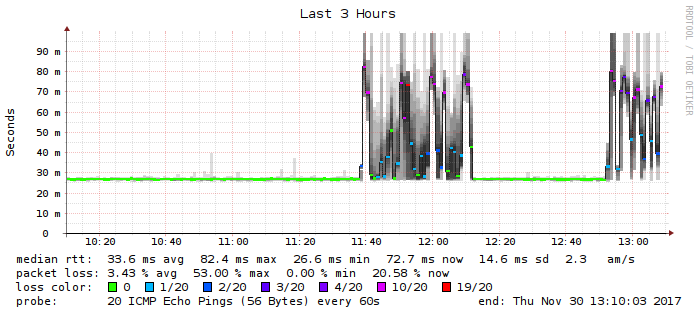 Last 3 Hours
RRDTOOL / TOBI OETIKER
Seconds
90 m
80 m
70 m
60 m
50 m
40 m
30 m
20 m
10 m
0
10:20 10:40 11:00 11:20 11:40 12:00 12:20 12:40 13:00
median rtt: 33.6 ms avg 82.4 ms max 26.6 ms min 72.7 ms now 14.6 ms sd 2.3 am/s
packet loss: 3.43 % avg 53.00 % max 0.00 % min 20.58 % now
loss color: 0 1/20 2/20 3/20 4/20 10/20 19/20
probe: 20 ICMP Echo Pings (56 Bytes) every 60s end: Thu Nov 30 13:10:03 2017